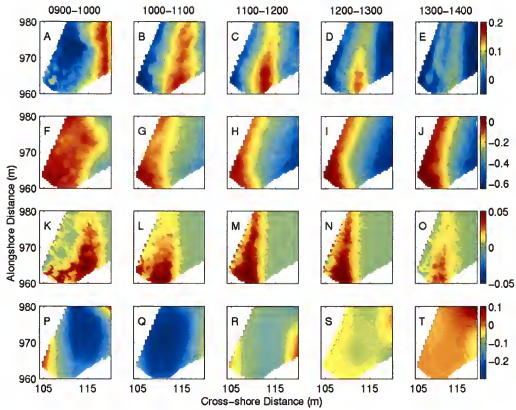 0900-1000 1000-1100 1100-1200 1200-1300 1300-1400
980 A B C D E 0.2
970 0.1
960 0
980 F G H I J 0
-0.2
970 -0.4
960 -0.6
980 K L M N O 0.05
970 0
960 -0.05
980 P Q R S T 0.1
0
970 -0.1
-0.2
960
105 115 105 115 105 115 105 115 105 115
Alongshore Distance (m)
Cross-shore Distance (m)